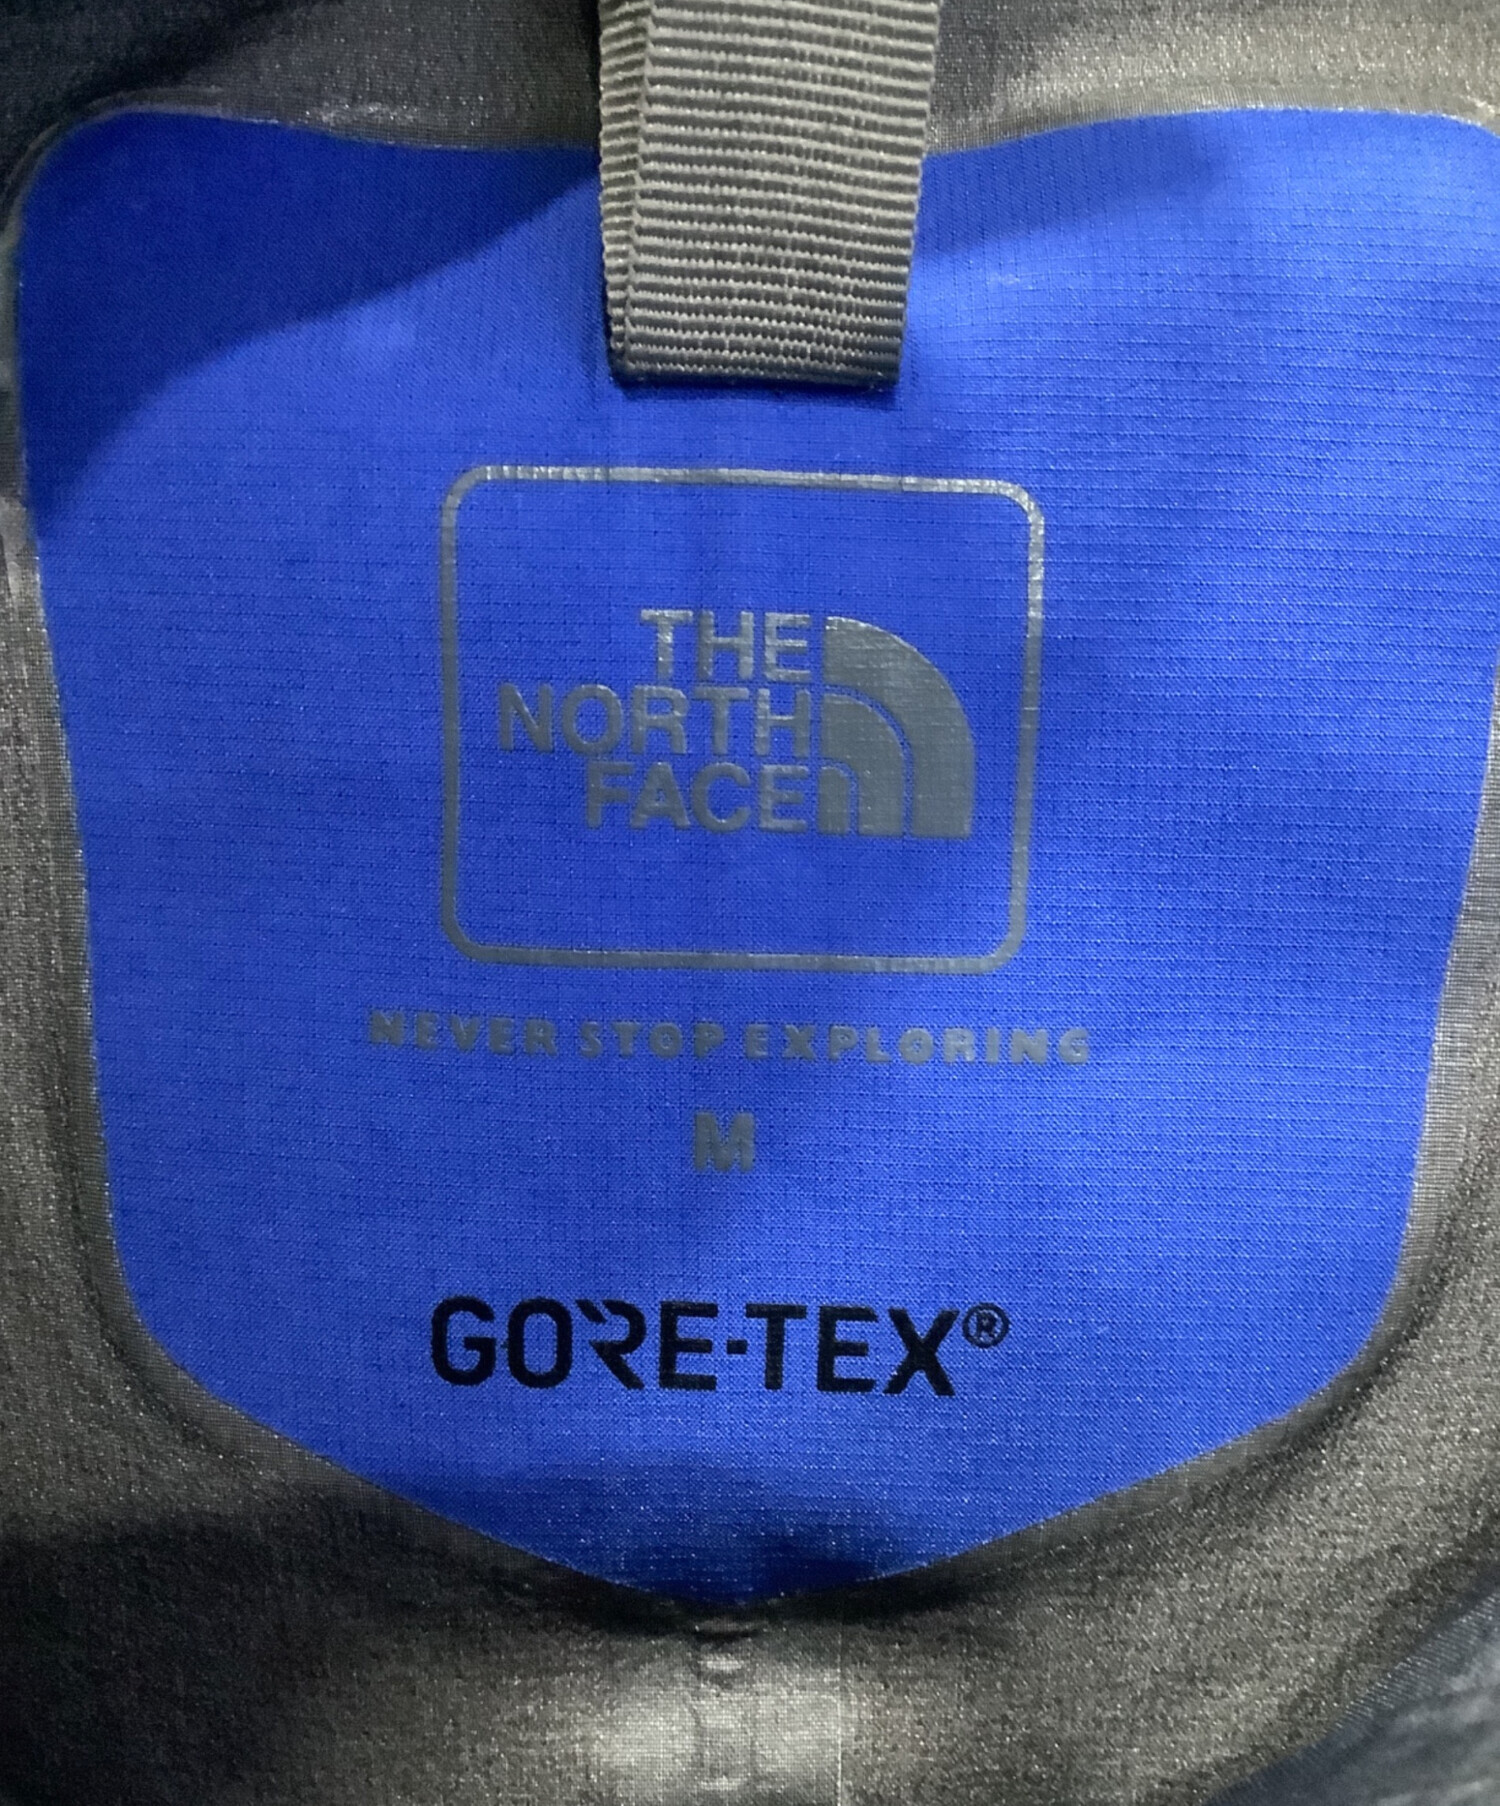 THE
NORTH
FACE
NEVER STOP EXPLORING
M
GORE-TEX®